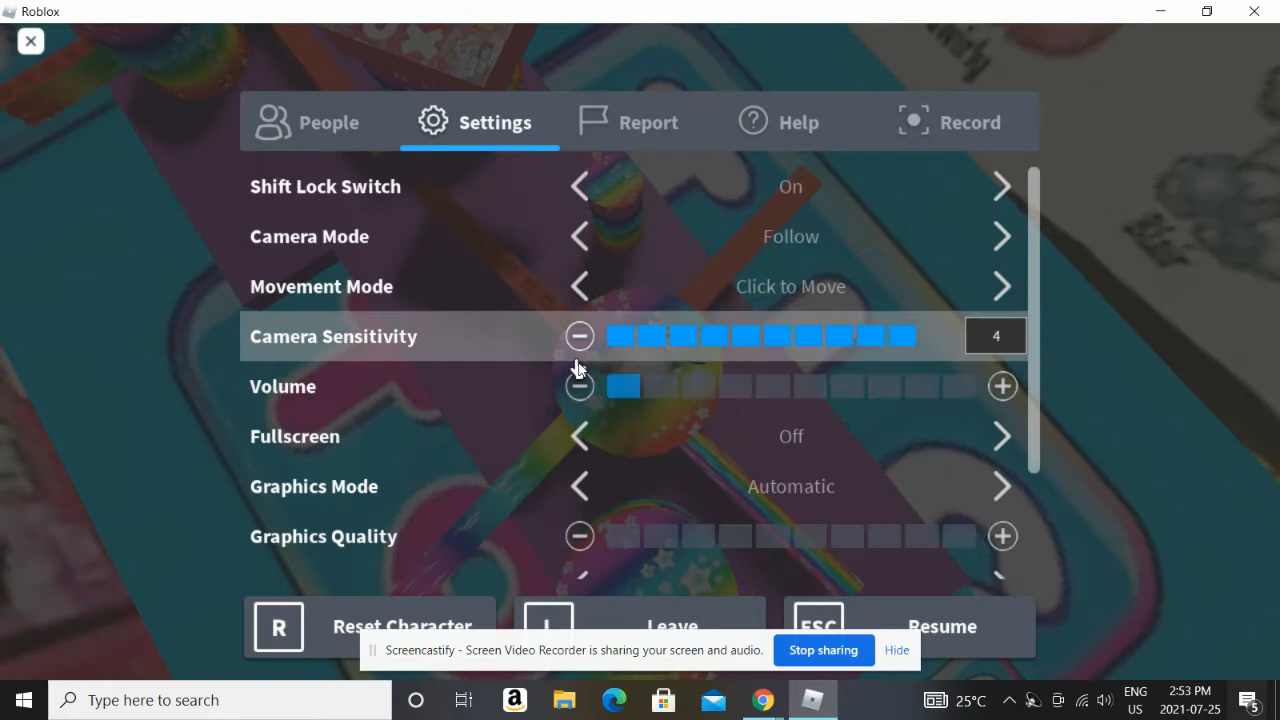 Roblox
People Settings Report Help Record
Shift Lock Switch On
Camera Mode Follow
Movement Mode Click to Move
Camera Sensitivity 4
Volume
Fullscreen Off
Graphics Mode Automatic
Graphics Quality
R Reset Character L Leave ESC Resume
Screencastify - Screen Video Recorder is sharing your screen and audio. Stop sharing Hide
Type here to search a 25°C ENG US 2:53 PM 2021-07-25 5